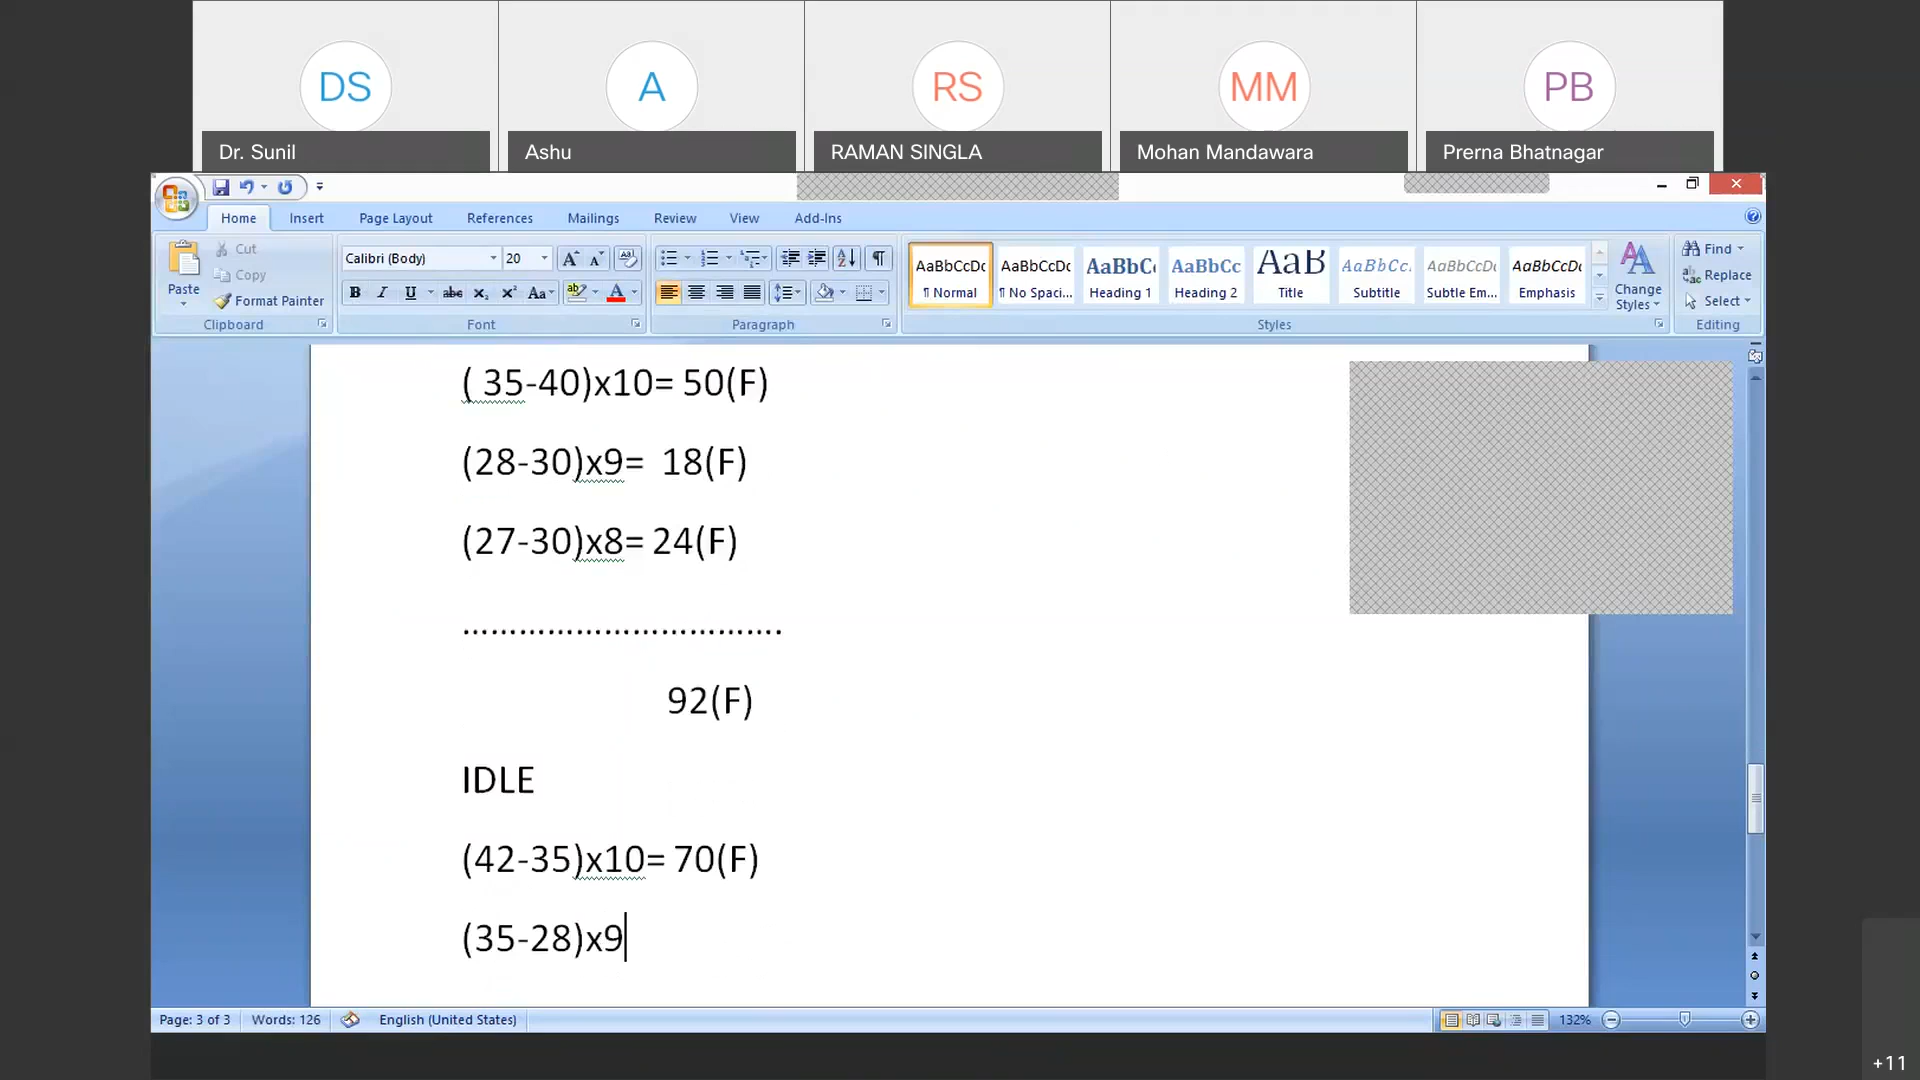 DS A RS MM PB
Dr. Sunil Ashu RAMAN SINGLA Mohan Mandawara Prerna Bhatnagar
Home Insert Page Layout References Mailings Review View Add-Ins
Cut
Copy
Paste
Format Painter
Calibri (Body) 20
AaBbCcDc AaBbCcDc AaBbC AaBbCc AaB AaBbCc. AaBbCcDc AaBbCcDc
¶ Normal ¶ No Spaci... Heading 1 Heading 2 Title Subtitle Subtle Em... Emphasis
Change Styles
Find
Replace
Select
Clipboard Font Paragraph Styles Editing
( 35-40)x10= 50(F)
(28-30)x9= 18(F)
(27-30)x8= 24(F)
..................................
92(F)
IDLE
(42-35)x10= 70(F)
(35-28)x9
Page: 3 of 3 Words: 126 English (United States) 132%
+11